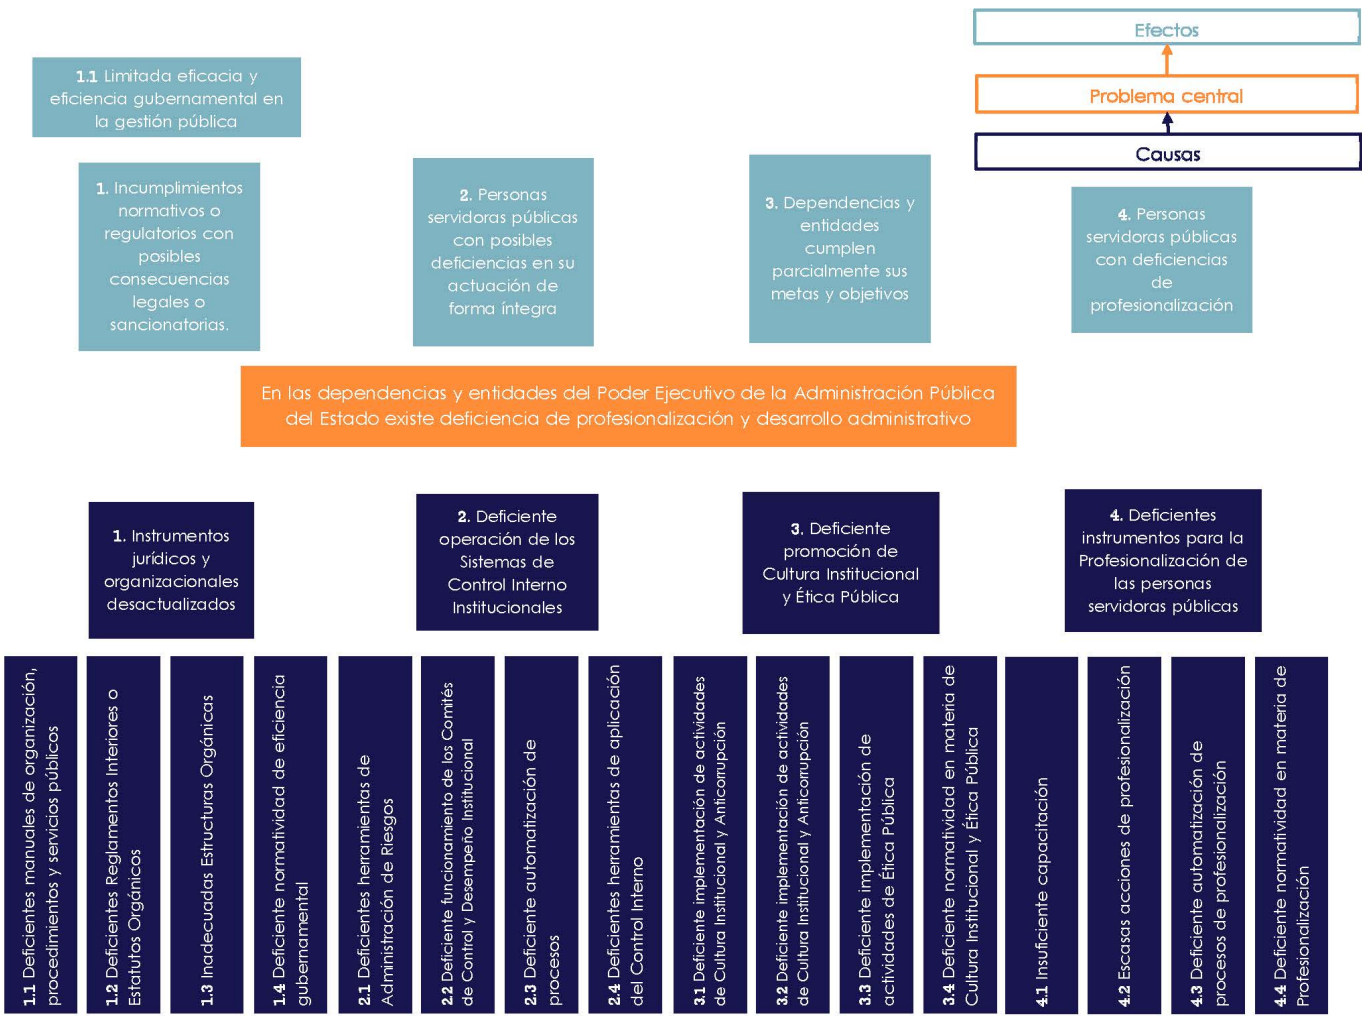 Efectos
Problema central
Causas
1.1 Limitada eficacia y
eficiencia gubernamental en
la gestión pública
1. Incumplimientos
normativos o
regulatorios con
posibles
consecuencias
legales o
sancionatorias.
2. Personas
servidoras públicas
con posibles
deficiencias en su
actuación de
forma íntegra
3. Dependencias y
entidades
cumplen
parcialmente sus
metas y objetivos
4. Personas
servidoras públicas
con deficiencias
de
profesionalización
En las dependencias y entidades del Poder Ejecutivo de la Administración Pública
del Estado existe deficiencia de profesionalización y desarrollo administrativo
1. Instrumentos
jurídicos y
organizacionales
desactualizados
2. Deficiente
operación de los
Sistemas de
Control Interno
Institucionales
3. Deficiente
promoción de
Cultura Institucional
y Ética Pública
4. Deficientes
instrumentos para la
Profesionalización de
las personas
servidoras públicas
1.1 Deficientes manuales de organización,
procedimientos y servicios públicos
1.2 Deficientes Reglamentos Interiores o
Estatutos Orgánicos
1.3 Inadecuadas Estructuras Orgánicas
1.4 Deficiente normatividad de eficiencia
gubernamental
2.1 Deficientes herramientas de
Administración de Riesgos
2.2 Deficiente funcionamiento de los Comités
de Control y Desempeño Institucional
2.3 Deficiente automatización de
procesos
2.4 Deficientes herramientas de aplicación
del Control Interno
3.1 Deficiente implementación de actividades
de Cultura Institucional y Anticorrupción
3.2 Deficiente implementación de actividades
de Cultura Institucional y Anticorrupción
3.3 Deficiente implementación de
actividades de Ética Pública
3.4 Deficiente normatividad en materia de
Cultura Institucional y Ética Pública
4.1 Insuficiente capacitación
4.2 Escasas acciones de profesionalización
4.3 Deficiente automatización de
procesos de profesionalización
4.4 Deficiente normatividad en materia de
Profesionalización